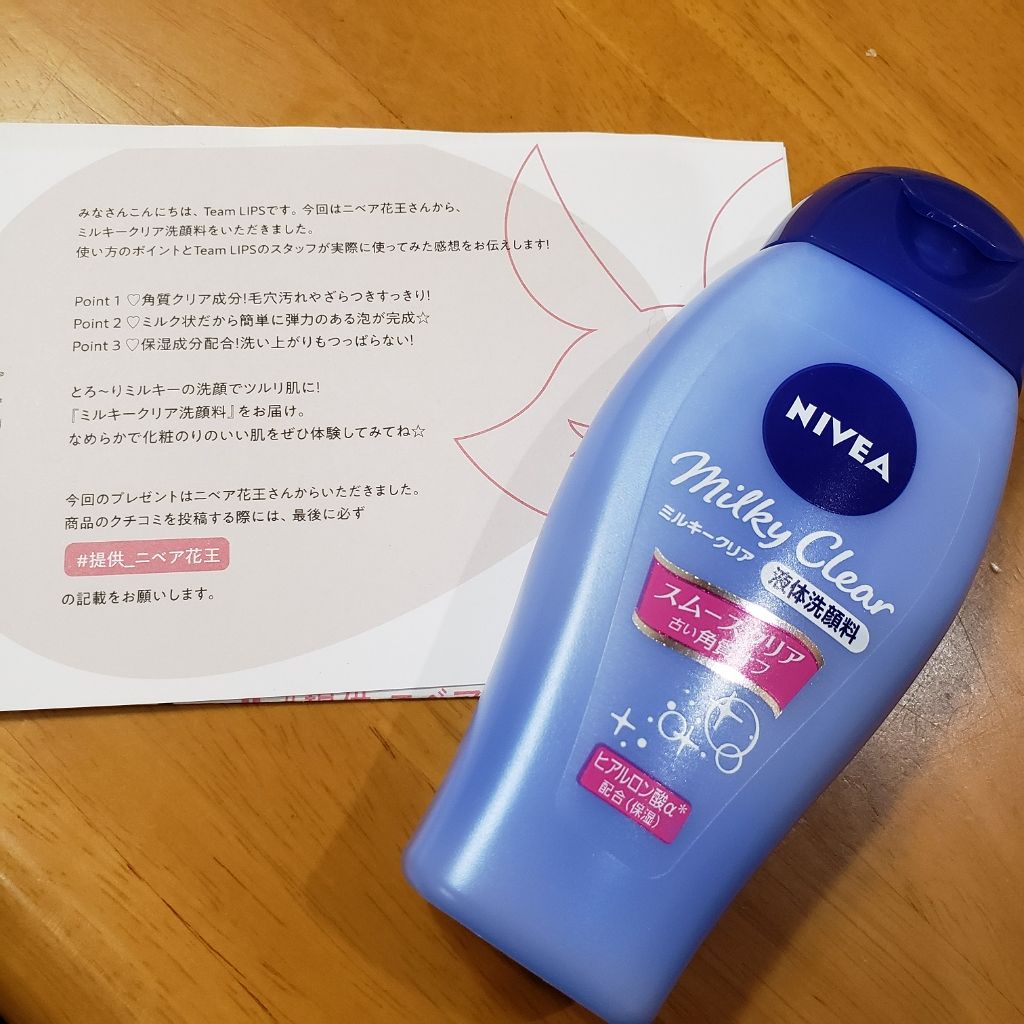 みなさんこんにちは、Team LIPSです。今回はニベア花王さんから、
ミルキークリア洗顔料をいただきました。
使い方のポイントとTeam LIPSのスタッフが実際に使ってみた感想をお伝えします!
Point 1 ♡角質クリア成分!毛穴汚れやざらつきすっきり!
Point 2 ♡ミルク状だから簡単に弾力のある泡が完成☆
Point 3 ♡保湿成分配合!洗い上がりもつっぱらない!
とろ~りミルキーの洗顔でツルリ肌に!
『ミルキークリア洗顔料』をお届け。
なめらかで化粧のりのいい肌をぜひ体験してみてね☆
今回のプレゼントはニベア花王さんからいただきました。
商品のクチコミを投稿する際には、最後に必ず
#提供_ニベア花王
の記載をお願いします。
NIVEA
Milky Clear
ミルキークリア
液体洗顔料
スムースクリア
古い角質オフ
ヒアルロン酸α*
配合(保湿)